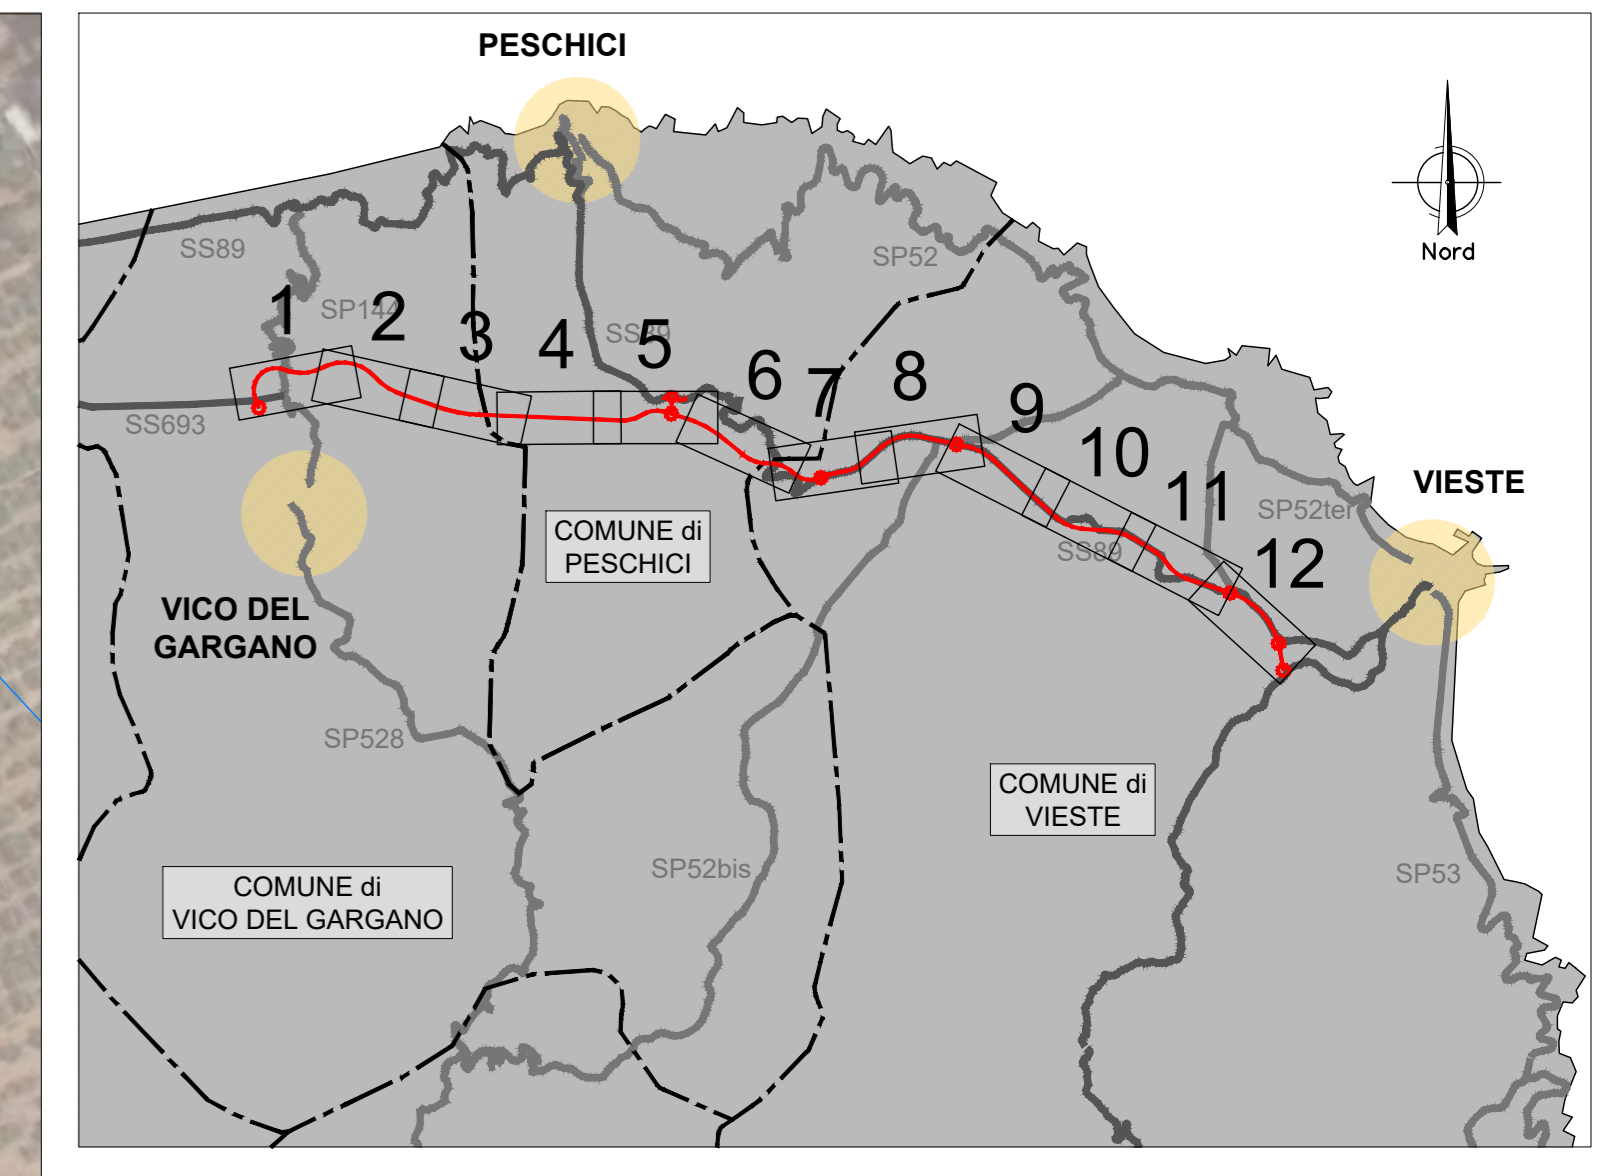 PESCHICI
Nord
SS89
SP52
SP144
1
2
3
4
SS89
5
6
7
8
9
10
11
12
SS693
VIESTE
SP52ter
SS89
COMUNE di
PESCHICI
VICO DEL
GARGANO
SP528
COMUNE di
VIESTE
SP52bis
SP53
COMUNE di
VICO DEL GARGANO